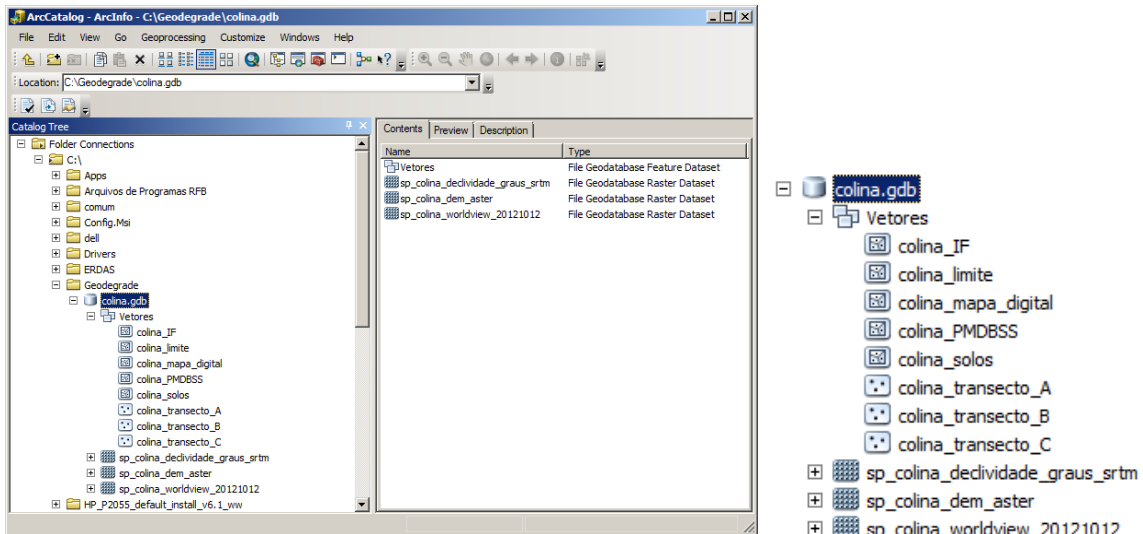 ArcCatalog - ArcInfo - C:\Geodegrade\colina.gdb
File Edit View Go Geoprocessing Customize Windows Help
Location: C:\Geodegrade\colina.gdb
Catalog Tree
Folder Connections
C:\
Apps
Arquivos de Programas RFB
comum
Config.Msi
dell
Drivers
ERDAS
Geodegrade
colina.gdb
Vetores
colina_IF
colina_limite
colina_mapa_digital
colina_PMDBSS
colina_solos
colina_transecto_A
colina_transecto_B
colina_transecto_C
sp_colina_declividade_graus_srtm
sp_colina_dem_aster
sp_colina_worldview_20121012
HP_P2055_default_install_v6.1_ww
Contents Preview Description
Name Type
Vetores File Geodatabase Feature Dataset
sp_colina_declividade_graus_srtm File Geodatabase Raster Dataset
sp_colina_dem_aster File Geodatabase Raster Dataset
sp_colina_worldview_20121012 File Geodatabase Raster Dataset
colina.gdb
Vetores
colina_IF
colina_limite
colina_mapa_digital
colina_PMDBSS
colina_solos
colina_transecto_A
colina_transecto_B
colina_transecto_C
sp_colina_declividade_graus_srtm
sp_colina_dem_aster
sp_colina_worldview_20121012